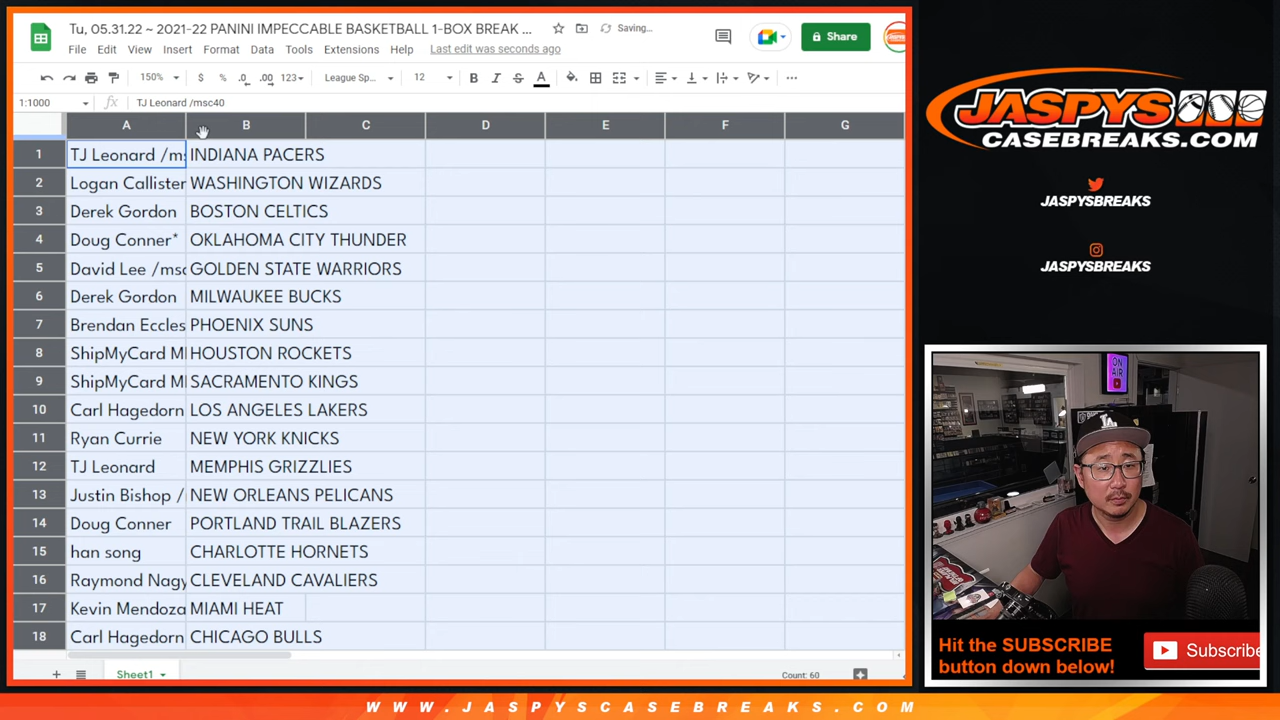 Tu, 05.31.22 ~ 2021-22 PANINI IMPECCABLE BASKETBALL 1-BOX BREAK ...
Saving...
File Edit View Insert Format Data Tools Extensions Help Last edit was seconds ago
Share
150% $ % .0 .00 123 League Sp... 12 B I S A
1:1000 fx TJ Leonard /msc40
A B C D E F G
1 TJ Leonard /ms INDIANA PACERS
2 Logan Callister WASHINGTON WIZARDS
3 Derek Gordon BOSTON CELTICS
4 Doug Conner* OKLAHOMA CITY THUNDER
5 David Lee /msc GOLDEN STATE WARRIORS
6 Derek Gordon MILWAUKEE BUCKS
7 Brendan Eccles PHOENIX SUNS
8 ShipMyCard M HOUSTON ROCKETS
9 ShipMyCard M SACRAMENTO KINGS
10 Carl Hagedorn LOS ANGELES LAKERS
11 Ryan Currie NEW YORK KNICKS
12 TJ Leonard MEMPHIS GRIZZLIES
13 Justin Bishop / NEW ORLEANS PELICANS
14 Doug Conner PORTLAND TRAIL BLAZERS
15 han song CHARLOTTE HORNETS
16 Raymond Nagy CLEVELAND CAVALIERS
17 Kevin Mendoza MIAMI HEAT
18 Carl Hagedorn CHICAGO BULLS
Sheet1
Count: 60
JASPYS
CASEBREAKS.COM
JASPYSBREAKS
JASPYSBREAKS
ON AIR
LA
Hit the SUBSCRIBE
button down below!
Subscribe
WWW.JASPYSCASEBREAKS.COM